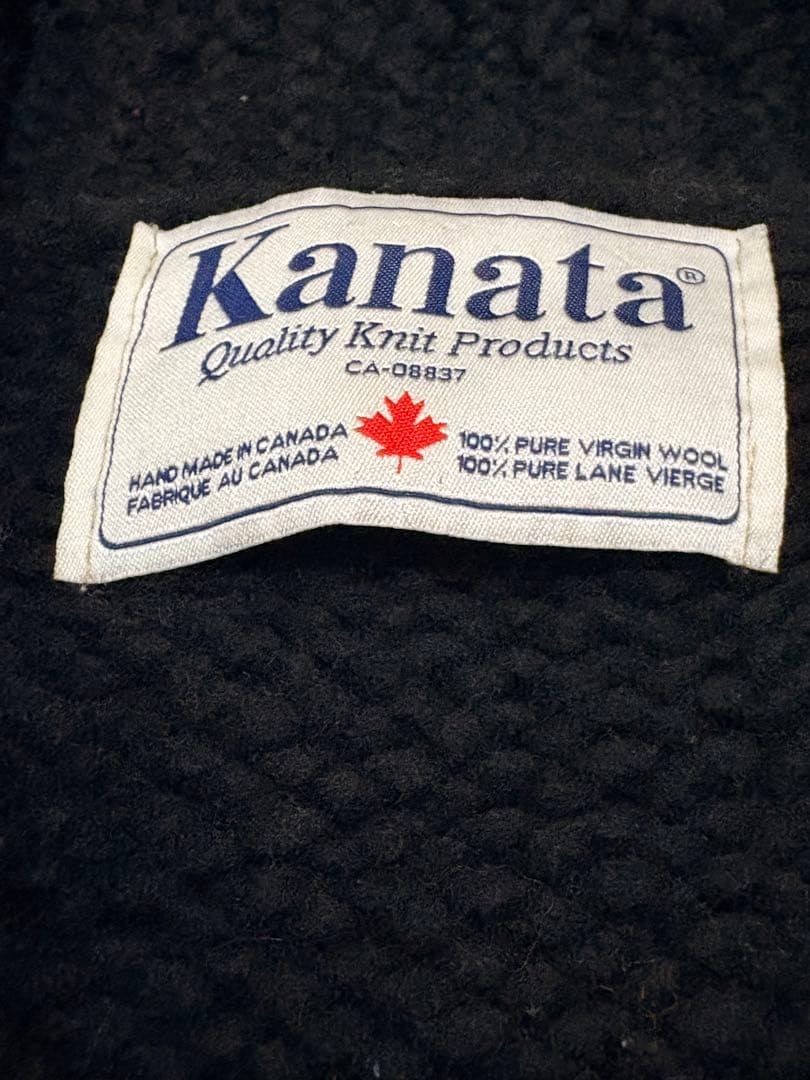 Kanata®
Quality Knit Products
CA-08837
HAND MADE IN CANADA
FABRIQUE AU CANADA
100% PURE VIRGIN WOOL
100% PURE LANE VIERGE